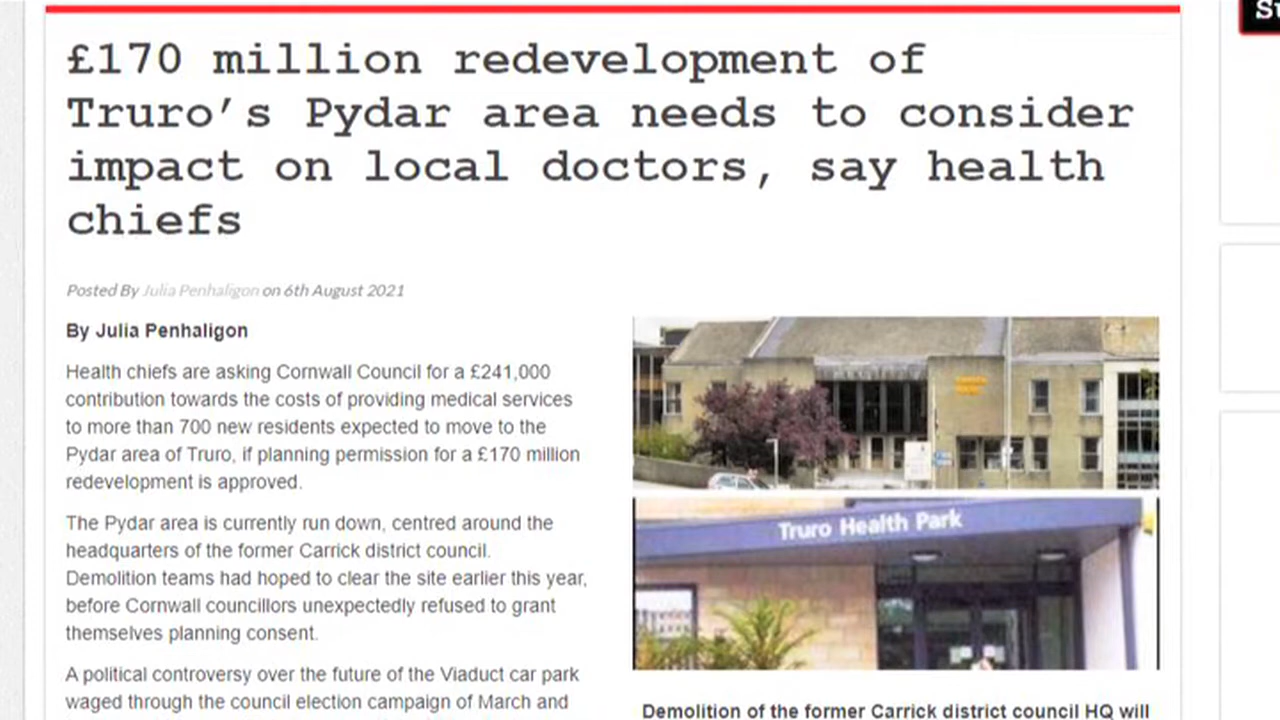 £170 million redevelopment of
Truro’s Pydar area needs to consider
impact on local doctors, say health
chiefs
Posted By Julia Penhaligon on 6th August 2021
By Julia Penhaligon
Health chiefs are asking Cornwall Council for a £241,000
contribution towards the costs of providing medical services
to more than 700 new residents expected to move to the
Pydar area of Truro, if planning permission for a £170 million
redevelopment is approved.
The Pydar area is currently run down, centred around the
headquarters of the former Carrick district council.
Demolition teams had hoped to clear the site earlier this year,
before Cornwall councillors unexpectedly refused to grant
themselves planning consent.
A political controversy over the future of the Viaduct car park
waged through the council election campaign of March and
Truro Health Park
Demolition of the former Carrick district council HQ will